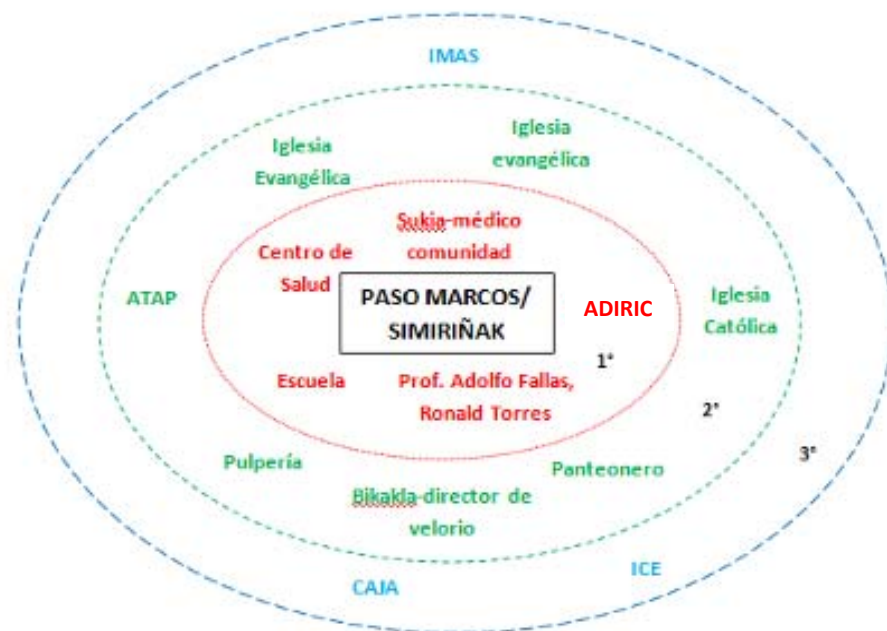 IMAS
Iglesia
Evangélica
Iglesia
evangélica
Sukia-médico
comunidad
Centro de
Salud
ATAP
PASO MARCOS/
SIMIRIÑAK
ADIRIC
Iglesia
Católica
1°
Escuela
Prof. Adolfo Fallas,
Ronald Torres
2°
3°
Pulpería
Panteonero
Bikakla-director de
velorio
CAJA
ICE